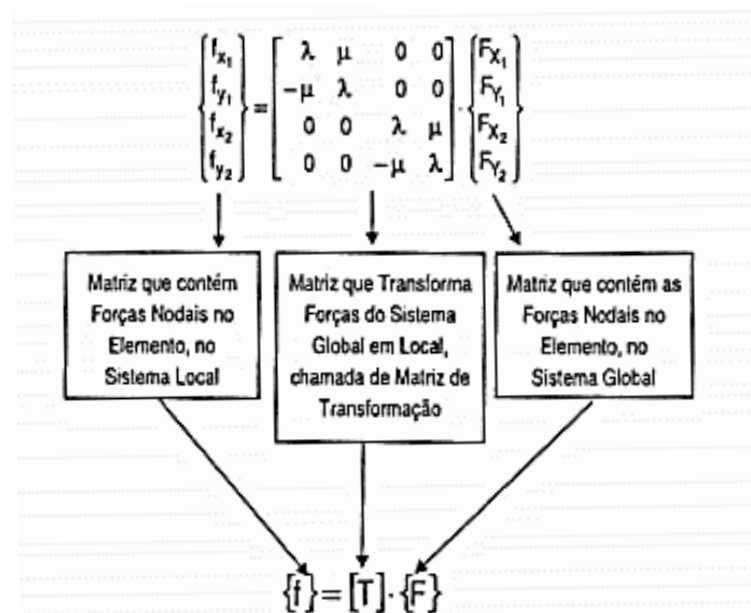 {f_x₁} = [λ μ 0 0] · {F_X₁}
{f_y₁} = [-μ λ 0 0] · {F_Y₁}
{f_x₂} = [0 0 λ μ] · {F_X₂}
{f_y₂} = [0 0 -μ λ] · {F_Y₂}
Matriz que contém
Forças Nodais no
Elemento, no
Sistema Local
Matriz que Transforma
Forças do Sistema
Global em Local,
chamada de Matriz de
Transformação
Matriz que contém as
Forças Nodais no
Elemento, no
Sistema Global
{f}=[T]·{F}